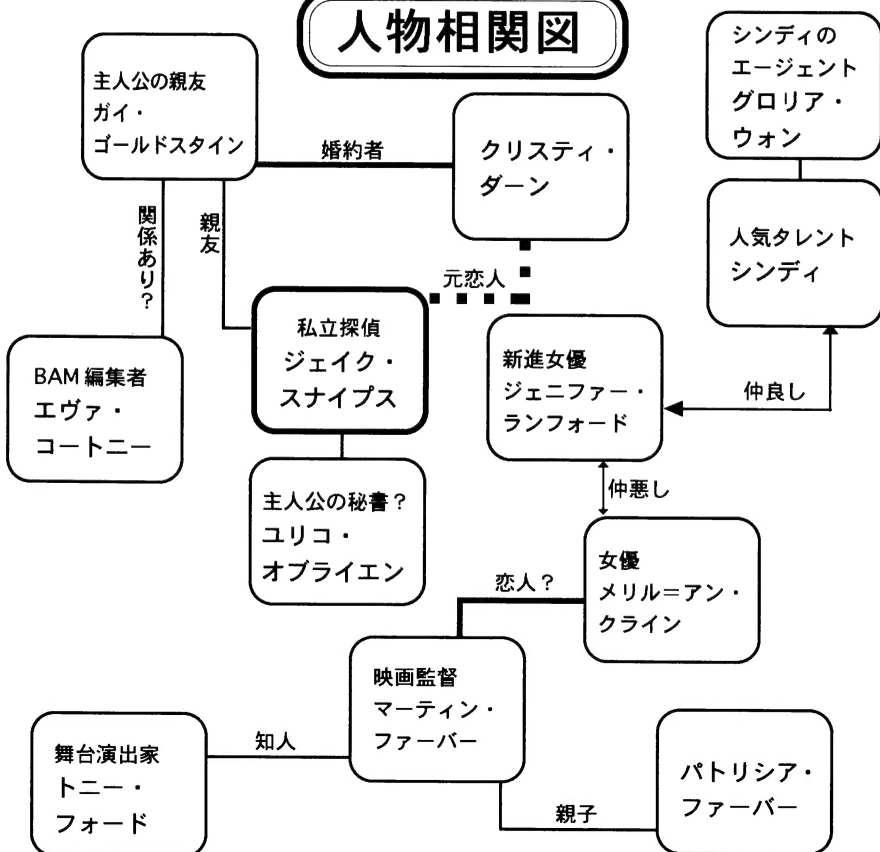 人物相関図
主人公の親友
ガイ・
ゴールドスタイン
婚約者
クリスティ・
ダーン
シンディの
エージェント
グロリア・
ウォン
人気タレント
シンディ
関係あり？
親友
元恋人
私立探偵
ジェイク・
スナイプス
新進女優
ジェニファー・
ランフォード
仲良し
BAM 編集者
エヴァ・
コートニー
仲悪し
主人公の秘書？
ユリコ・
オブライエン
女優
メリル＝アン・
クライン
恋人？
映画監督
マーティン・
ファーバー
舞台演出家
トニー・
フォード
知人
パトリシア・
ファーバー
親子